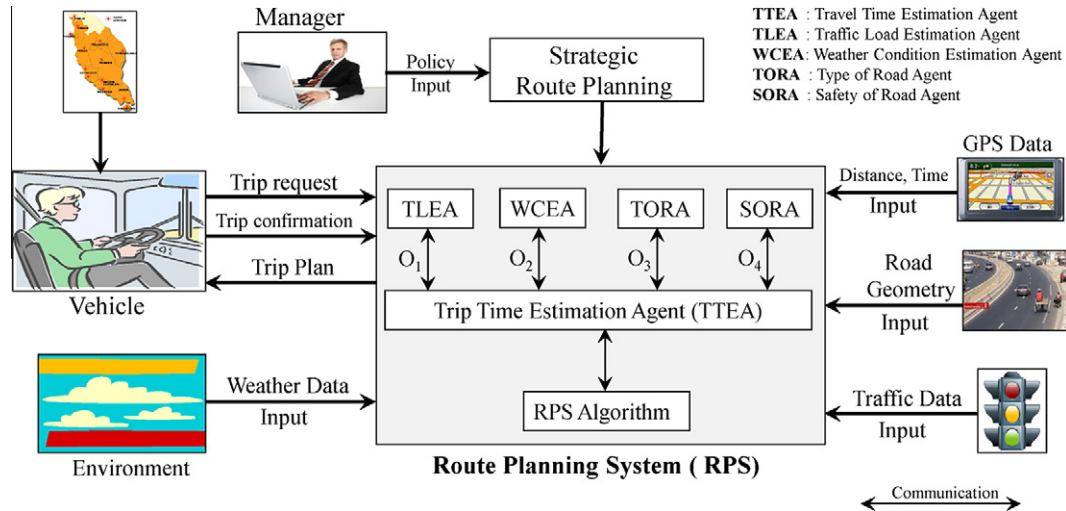 Manager
Policy
Input
Strategic
Route Planning
TTEA : Travel Time Estimation Agent
TLEA : Traffic Load Estimation Agent
WCEA : Weather Condition Estimation Agent
TORA : Type of Road Agent
SORA : Safety of Road Agent
Trip request
Trip confirmation
Trip Plan
Vehicle
Weather Data
Input
Environment
TLEA
WCEA
TORA
SORA
O1
O2
O3
O4
Trip Time Estimation Agent (TTEA)
RPS Algorithm
Route Planning System ( RPS)
GPS Data
Distance, Time
Input
Road
Geometry
Input
Traffic Data
Input
Communication